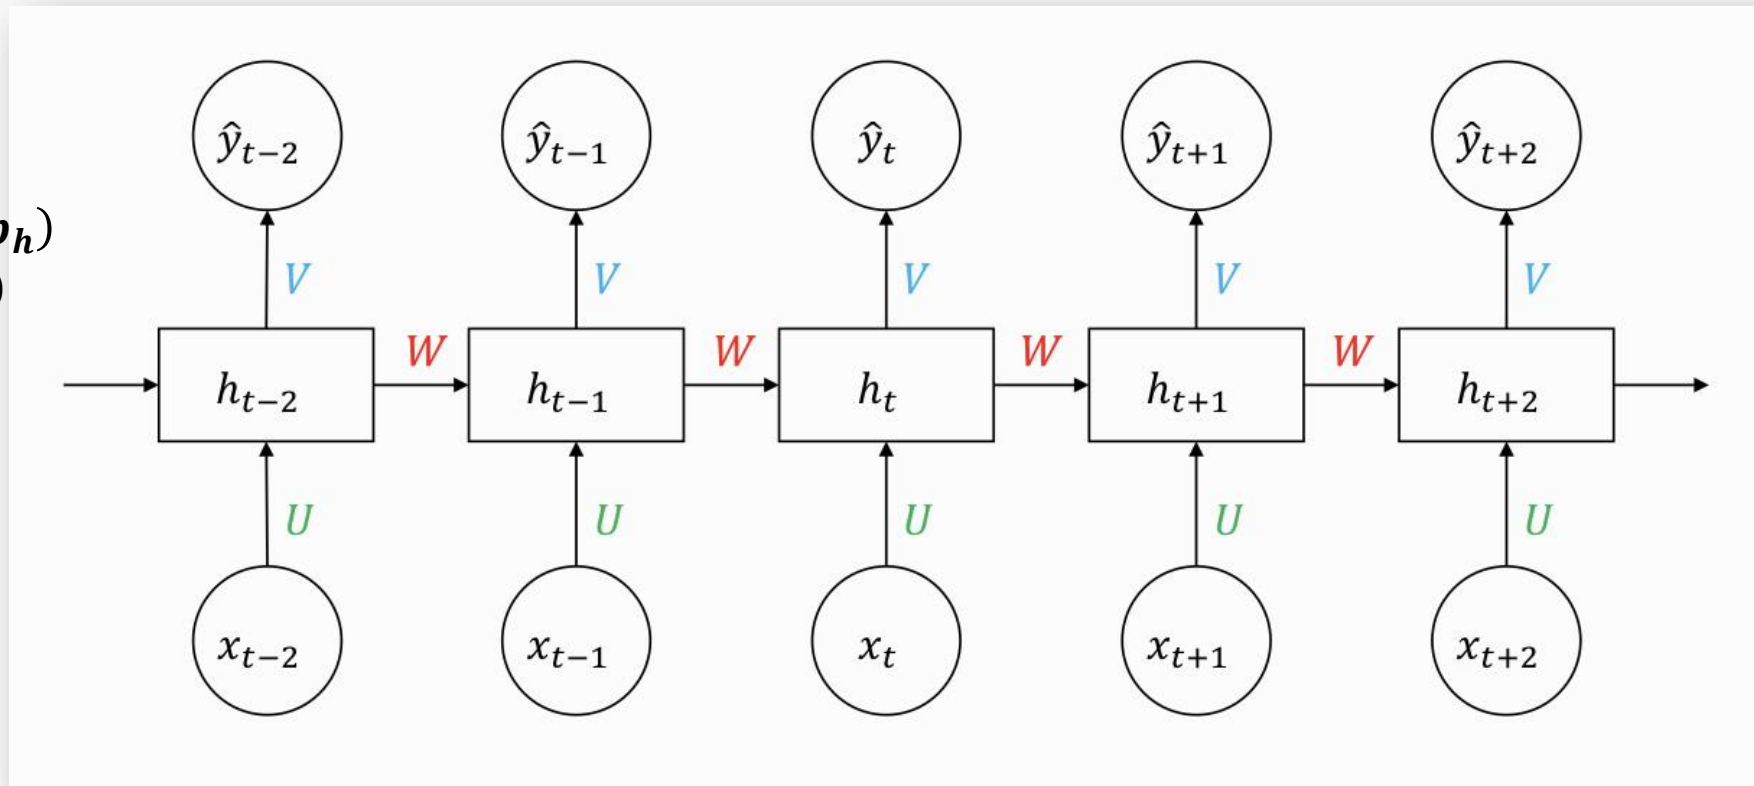 ŷₜ₋₂ ŷₜ₋₁ ŷₜ ŷₜ₊₁ ŷₜ₊₂
ₕ)
V V V V V
)
W W W W
hₜ₋₂ hₜ₋₁ hₜ hₜ₊₁ hₜ₊₂
U U U U U
xₜ₋₂ xₜ₋₁ xₜ xₜ₊₁ xₜ₊₂